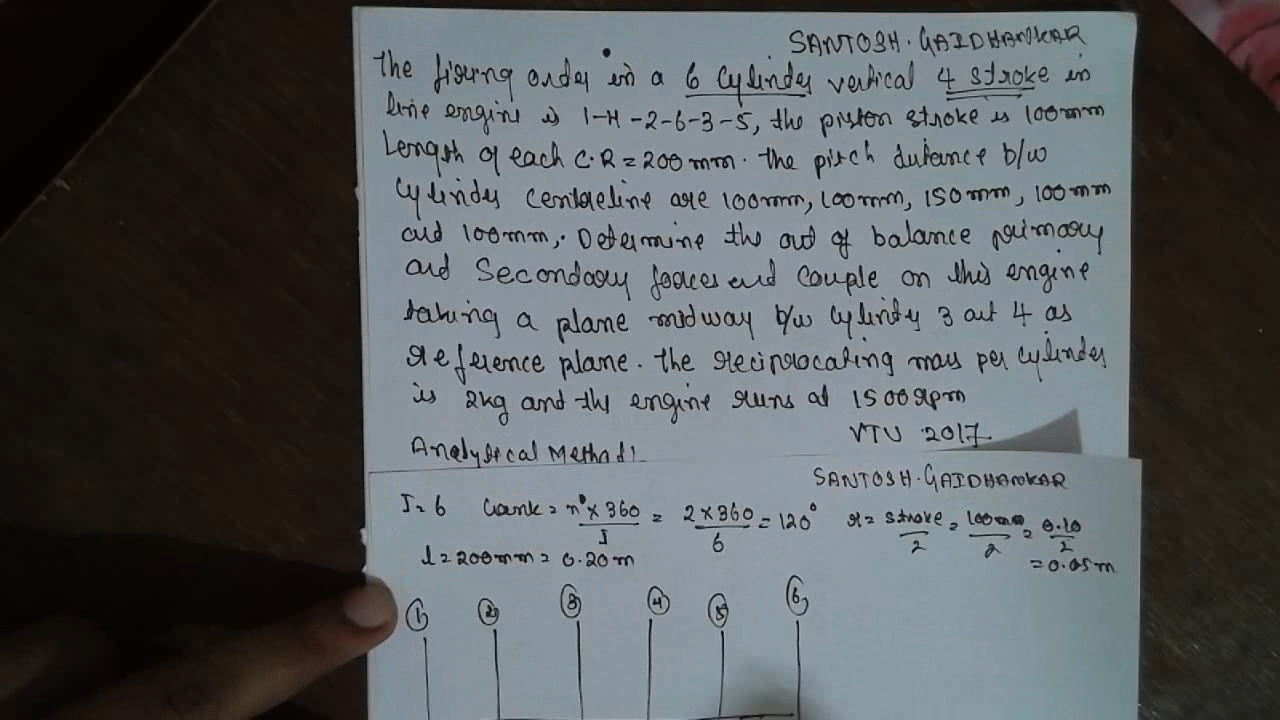 SANTOSH.GAIDHANKAR
The firing order in a 6 cylinder vertical 4 stroke in
line engine is 1-4-2-6-3-5, the piston stroke is 100mm
Length of each C.R = 200 mm. the pitch distance b/w
cylinder centreline are 100mm, 100mm, 150mm, 100mm
and 100mm,. Determine the out of balance primary
and Secondary forces and couple on this engine
taking a plane midway b/w cylinder 3 and 4 as
reference plane. the reciprocating mass per cylinder
is 2kg and the engine runs at 1500rpm
VTU 2017
Analytical Method:
SANTOSH.GAIDHANKAR
I=6 Crank = n° × 360 / I = 2 × 360 / 6 = 120° r = stroke / 2 = 100mm / 2 = 0.10 / 2
l = 200mm = 0.20m = 0.05m
1 2 3 4 5 6